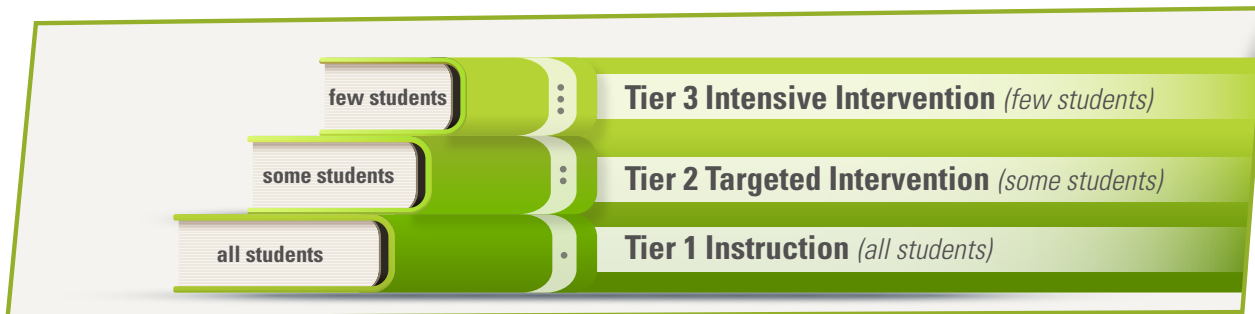 few students
Tier 3 Intensive Intervention (few students)
some students
Tier 2 Targeted Intervention (some students)
all students
Tier 1 Instruction (all students)